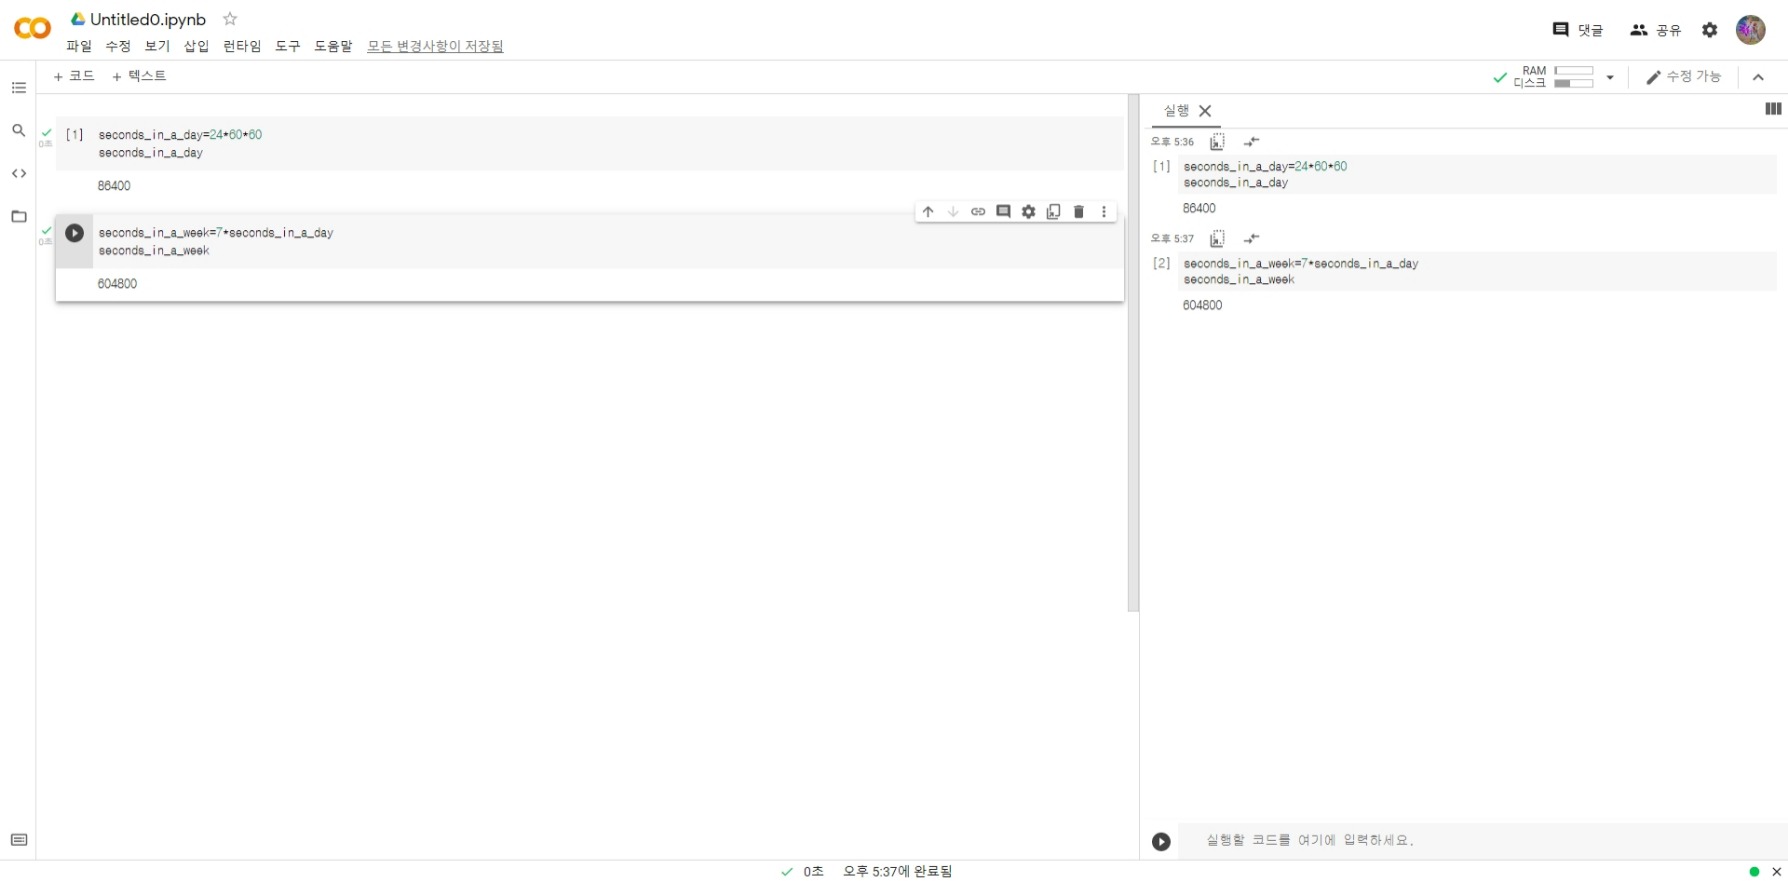 Untitled0.ipynb
파일 수정 보기 삽입 런타임 도구 도움말 모든 변경사항이 저장됨
댓글 공유
+ 코드 + 텍스트
RAM
디스크
수정 가능
[1] seconds_in_a_day=24*60*60
seconds_in_a_day
0초
86400
seconds_in_a_week=7*seconds_in_a_day
0초
seconds_in_a_week
604800
실행
오후 5:36
[1] seconds_in_a_day=24*60*60
seconds_in_a_day
86400
오후 5:37
[2] seconds_in_a_week=7*seconds_in_a_day
seconds_in_a_week
604800
실행할 코드를 여기에 입력하세요.
0초 오후 5:37에 완료됨